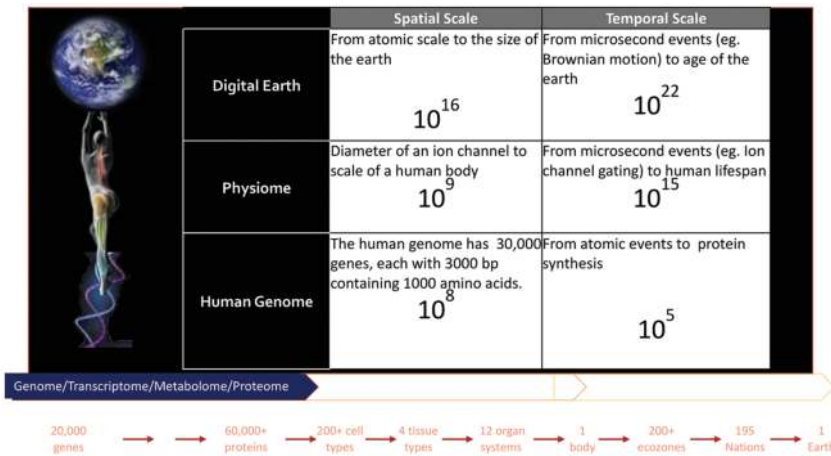 Spatial Scale
Temporal Scale
Digital Earth
From atomic scale to the size of
the earth
10^16
From microsecond events (eg.
Brownian motion) to age of the
earth
10^22
Physiome
Diameter of an ion channel to
scale of a human body
10^9
From microsecond events (eg. Ion
channel gating) to human lifespan
10^15
Human Genome
The human genome has 30,000
genes, each with 3000 bp
containing 1000 amino acids.
10^8
From atomic events to protein
synthesis
10^5
Genome/Transcriptome/Metabolome/Proteome
20,000
genes
60,000+
proteins
200+ cell
types
4 tissue
types
12 organ
systems
1
body
200+
ecozones
195
Nations
1
Earth